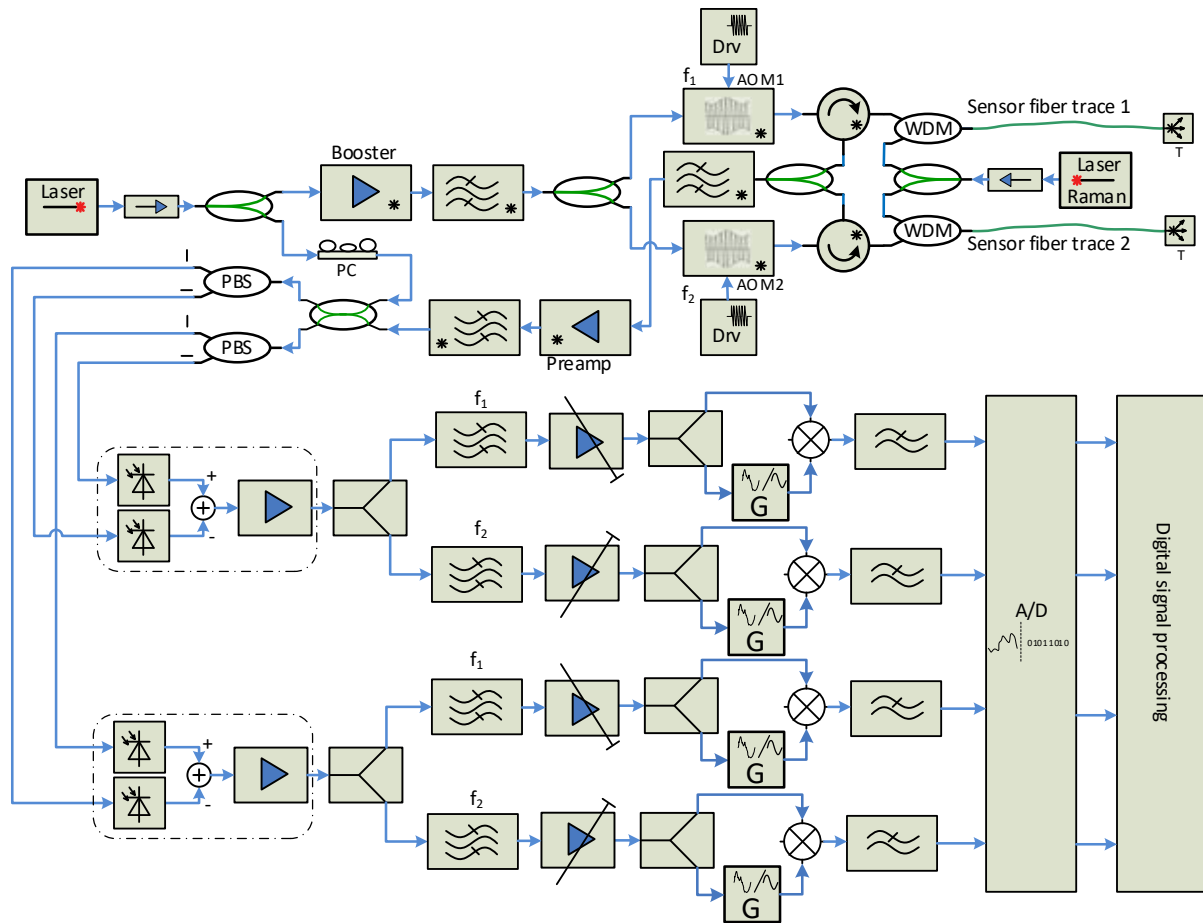 Drv
f1
AOM1
Sensor fiber trace 1
WDM
T
Booster
Laser
Laser
Raman
WDM
Sensor fiber trace 2
T
PC
PBS
f2
AOM2
Drv
PBS
Preamp
f1
+
-
G
f2
G
A/D
01011010
Digital signal processing
f1
+
-
G
f2
G